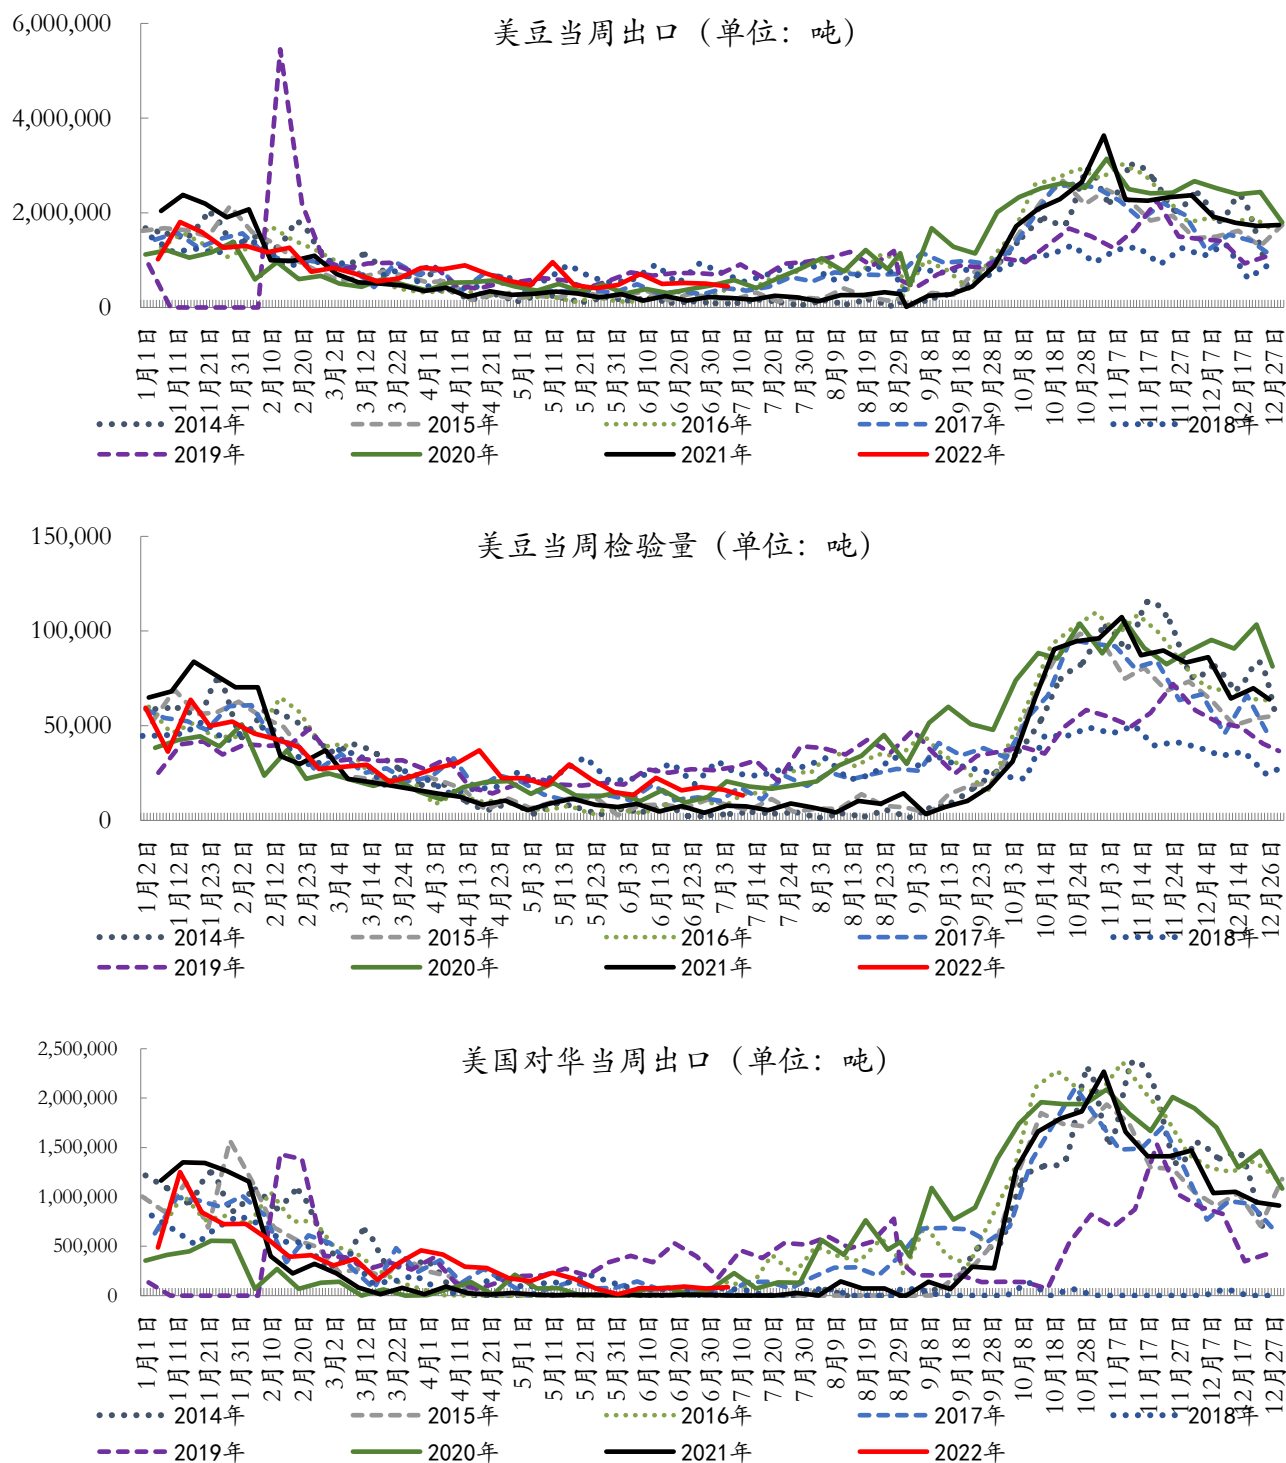 美豆当周出口（单位：吨）
6,000,000
4,000,000
2,000,000
0
1月1日 1月11日 1月21日 1月31日 2月10日 2月20日 3月2日 3月12日 3月22日 4月1日 4月11日 4月21日 5月1日 5月11日 5月21日 5月31日 6月10日 6月20日 6月30日 7月10日 7月20日 7月30日 8月9日 8月19日 8月29日 9月8日 9月18日 9月28日 10月8日 10月18日 10月28日 11月7日 11月17日 11月27日 12月7日 12月17日 12月27日
2014年 2015年 2016年 2017年 2018年
2019年 2020年 2021年 2022年
美豆当周检验量（单位：吨）
150,000
100,000
50,000
0
1月2日 1月12日 1月23日 2月2日 2月12日 2月23日 3月4日 3月14日 3月24日 4月3日 4月13日 4月23日 5月3日 5月13日 5月23日 6月3日 6月13日 6月23日 7月3日 7月14日 7月24日 8月3日 8月13日 8月23日 9月3日 9月13日 9月23日 10月3日 10月14日 10月24日 11月3日 11月14日 11月24日 12月4日 12月14日 12月26日
2014年 2015年 2016年 2017年 2018年
2019年 2020年 2021年 2022年
美国对华当周出口（单位：吨）
2,500,000
2,000,000
1,500,000
1,000,000
500,000
0
1月1日 1月11日 1月21日 1月31日 2月10日 2月20日 3月2日 3月12日 3月22日 4月1日 4月11日 4月21日 5月1日 5月11日 5月21日 5月31日 6月10日 6月20日 6月30日 7月10日 7月20日 7月30日 8月9日 8月19日 8月29日 9月8日 9月18日 9月28日 10月8日 10月18日 10月28日 11月7日 11月17日 11月27日 12月7日 12月17日 12月27日
2014年 2015年 2016年 2017年 2018年
2019年 2020年 2021年 2022年